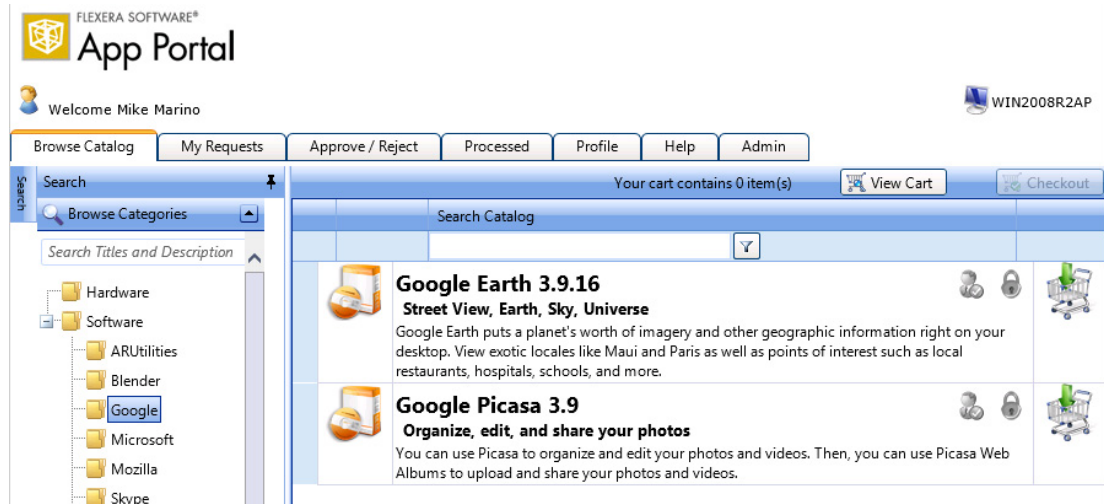 FLEXERA SOFTWARE®
App Portal
Welcome Mike Marino
WIN2008R2AP
Browse Catalog
My Requests
Approve / Reject
Processed
Profile
Help
Admin
Search
Search
Your cart contains 0 item(s)
View Cart
Checkout
Browse Categories
Search Catalog
Search Titles and Description
Hardware
Software
ARUtilities
Blender
Google
Microsoft
Mozilla
Skype
Google Earth 3.9.16
Street View, Earth, Sky, Universe
Google Earth puts a planet's worth of imagery and other geographic information right on your
desktop. View exotic locales like Maui and Paris as well as points of interest such as local
restaurants, hospitals, schools, and more.
Google Picasa 3.9
Organize, edit, and share your photos
You can use Picasa to organize and edit your photos and videos. Then, you can use Picasa Web
Albums to upload and share your photos and videos.